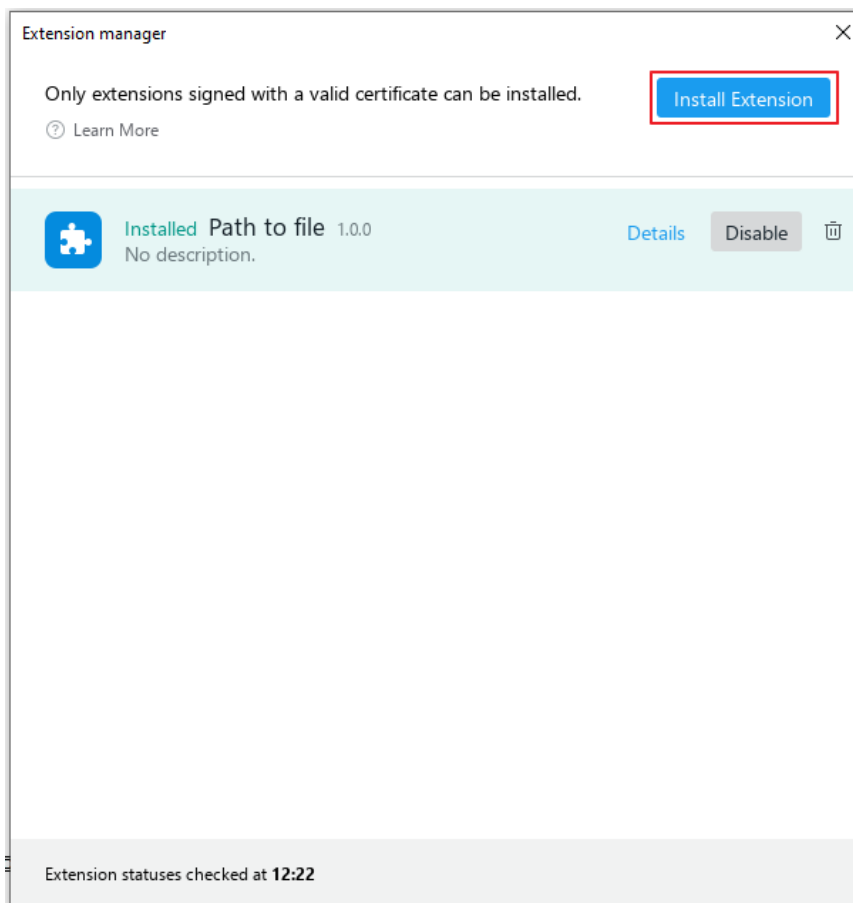 Extension manager
Only extensions signed with a valid certificate can be installed.
Install Extension
? Learn More
Installed Path to file 1.0.0
No description.
Details
Disable
Extension statuses checked at 12:22